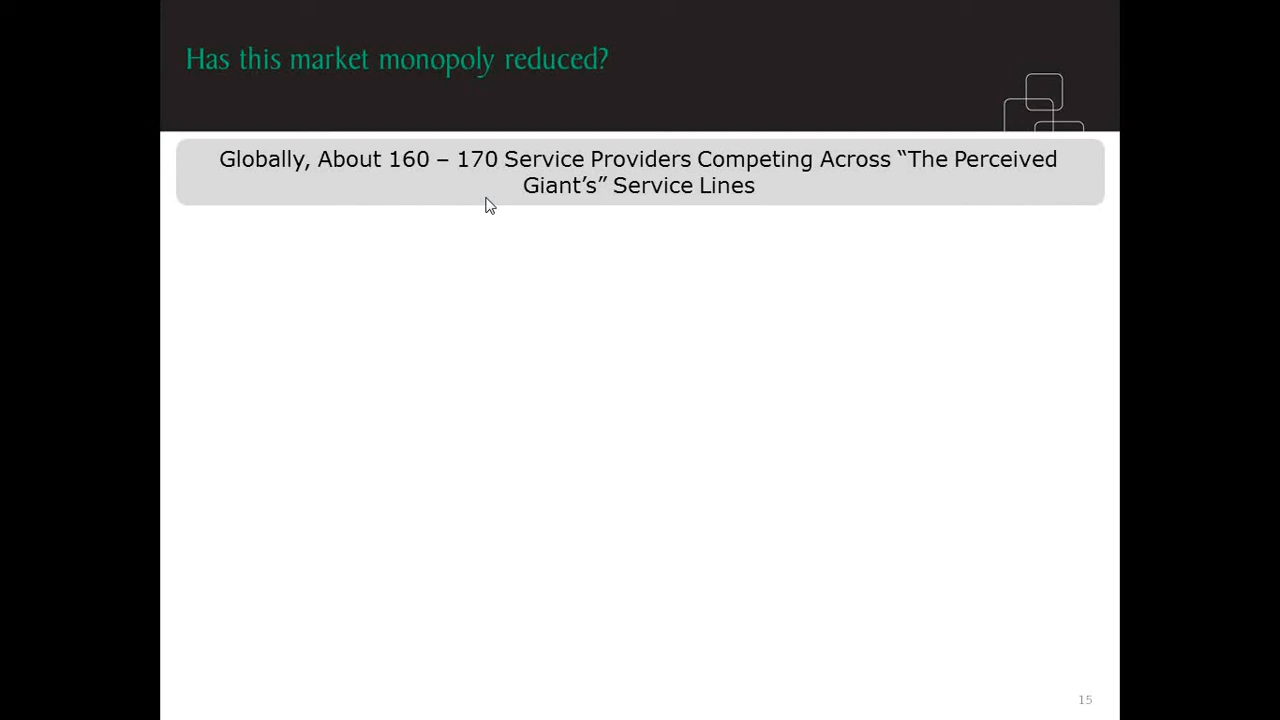 Has this market monopoly reduced?
Globally, About 160 – 170 Service Providers Competing Across “The Perceived
Giant’s” Service Lines
15